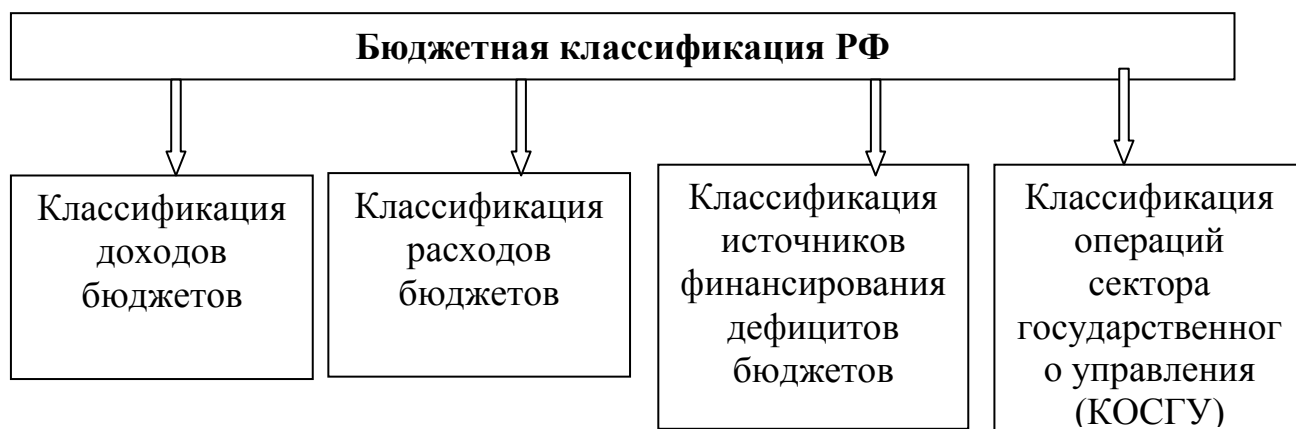 Бюджетная классификация РФ
Классификация
доходов
бюджетов
Классификация
расходов
бюджетов
Классификация
источников
финансирования
дефицитов
бюджетов
Классификация
операций
сектора
государственног
о управления
(КОСГУ)